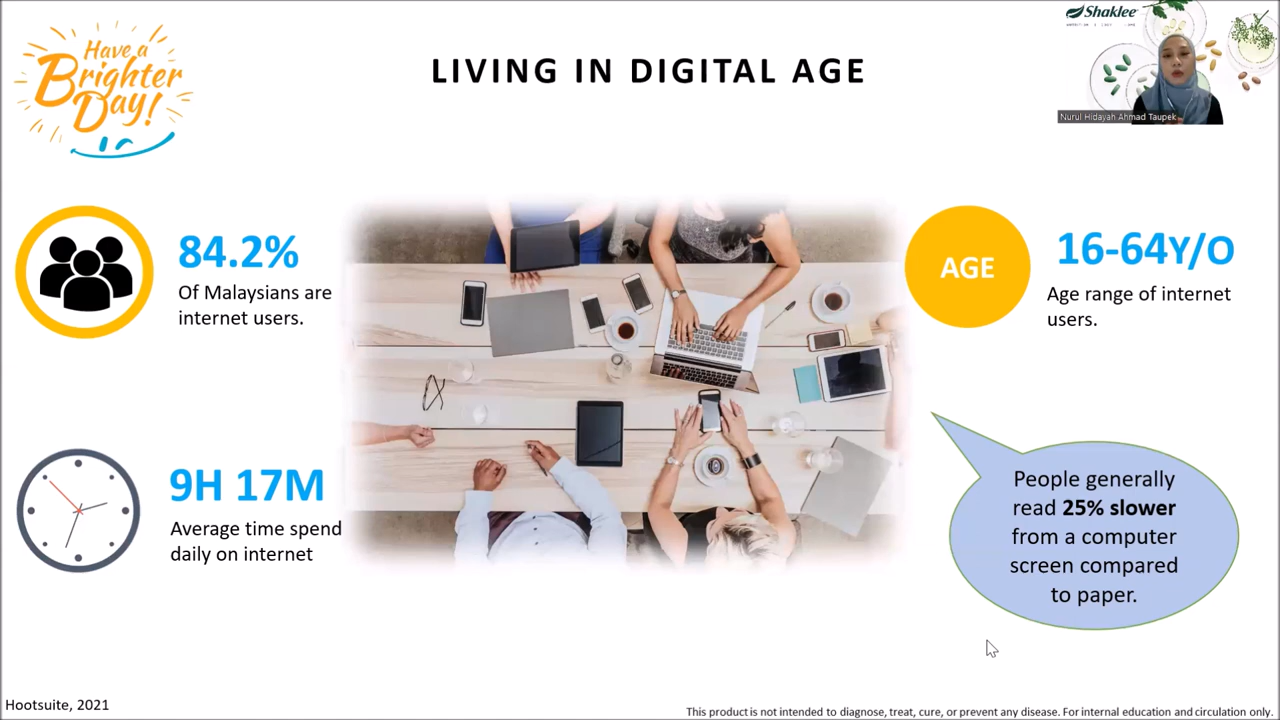 Have a
Brighter
Day!
LIVING IN DIGITAL AGE
Shaklee
Nurul Hidayah Ahmad Taupek
84.2%
Of Malaysians are
internet users.
AGE
16-64Y/O
Age range of internet
users.
9H 17M
Average time spend
daily on internet
People generally
read 25% slower
from a computer
screen compared
to paper.
Hootsuite, 2021
This product is not intended to diagnose, treat, cure, or prevent any disease. For internal education and circulation only.